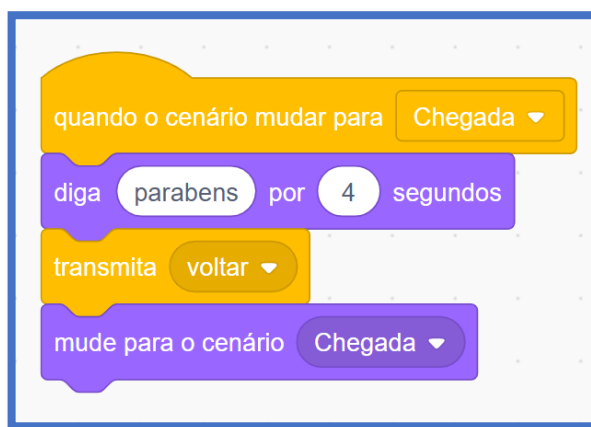 quando o cenário mudar para Chegada
diga parabens por 4 segundos
transmita voltar
mude para o cenário Chegada